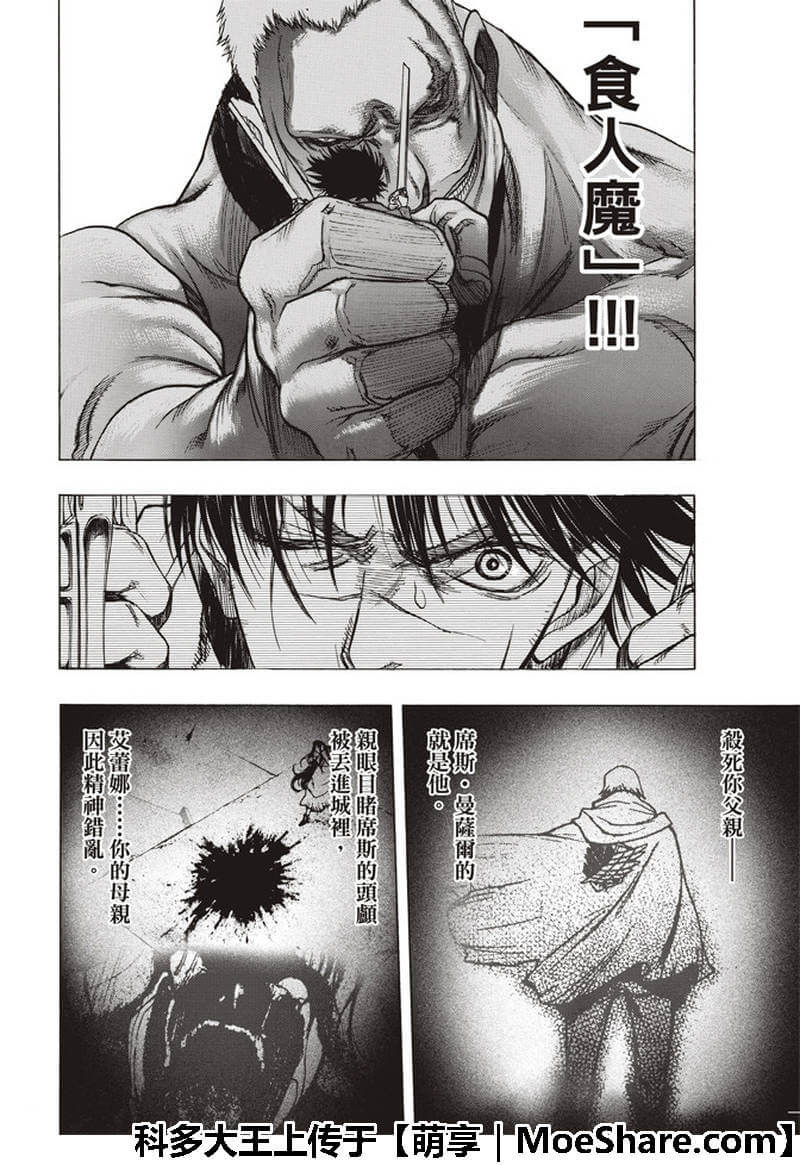 「食人魔」!!!
殺死你父親——
席斯・曼薩爾的
就是他。
親眼目睹席斯的頭顱
被丟進城裡，
艾蕾娜……你的母親
因此精神錯亂。
科多大王上传于【萌享 | MoeShare.com】